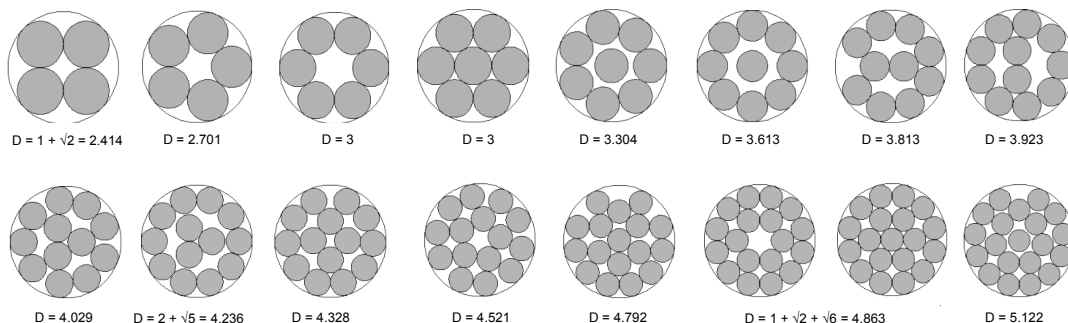 D = 1 + √2 = 2.414 D = 2.701 D = 3 D = 3 D = 3.304 D = 3.613 D = 3.813 D = 3.923
D = 4.029 D = 2 + √5 = 4.236 D = 4.328 D = 4.521 D = 4.792 D = 1 + √2 + √6 = 4.863 D = 5.122